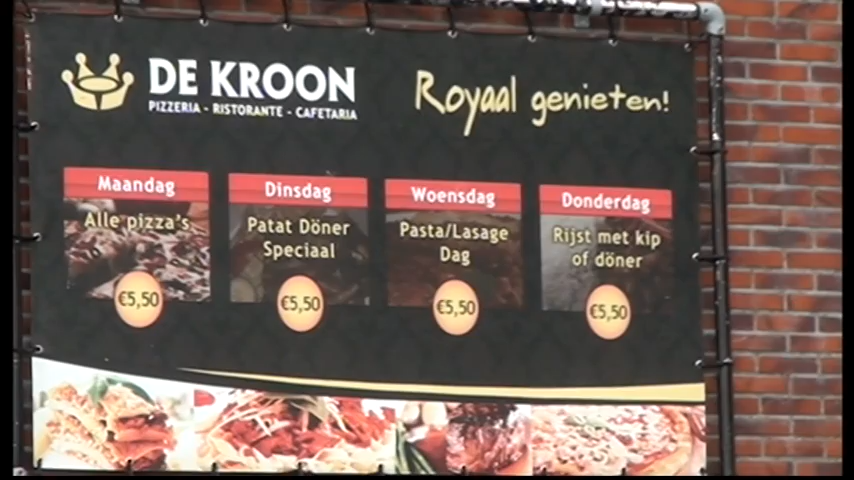 DE KROON
PIZZERIA - RISTORANTE - CAFETARIA
Royaal genieten!
Maandag
Alle pizza's
€5,50
Dinsdag
Patat Döner
Speciaal
€5,50
Woensdag
Pasta/Lasage
Dag
€5,50
Donderdag
Rijst met kip
of döner
€5,50